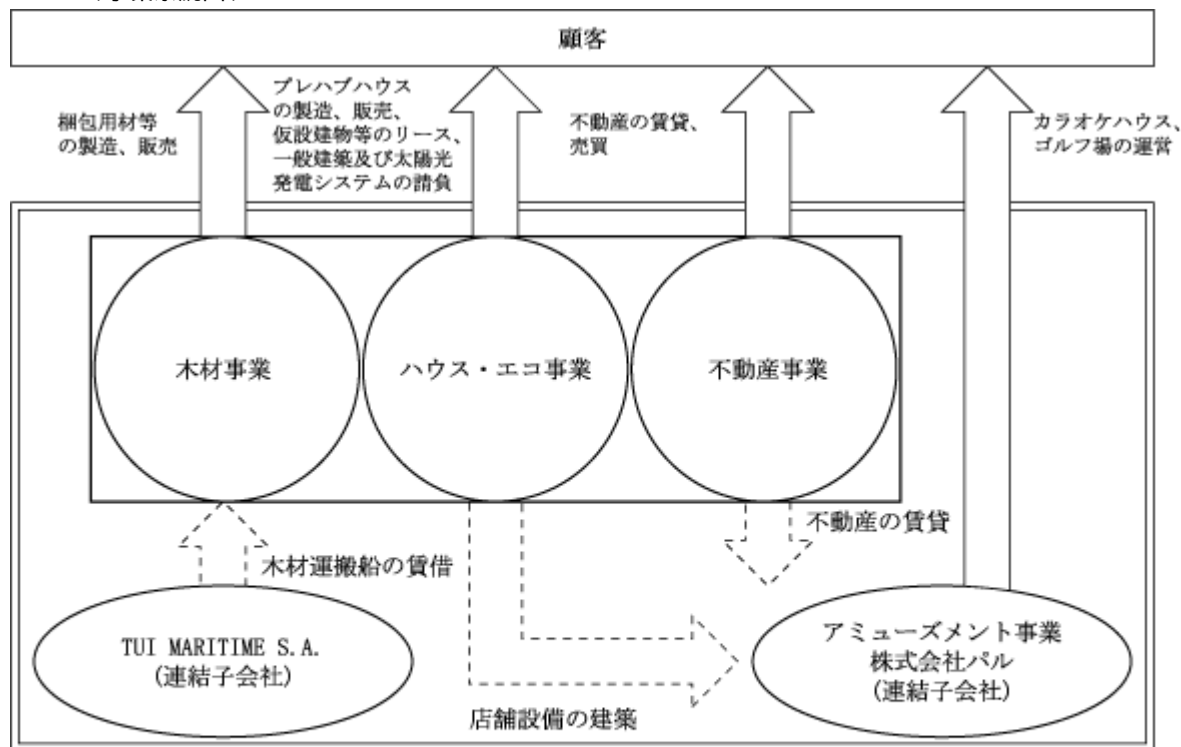 顧客
梱包用材等
の製造、販売
プレハブハウス
の製造、販売、
仮設建物等のリース、
一般建築及び太陽光
発電システムの請負
不動産の賃貸、
売買
カラオケハウス、
ゴルフ場の運営
木材事業
ハウス・エコ事業
不動産事業
木材運搬船の賃借
不動産の賃貸
TUI MARITIME S.A.
(連結子会社)
アミューズメント事業
株式会社パル
(連結子会社)
店舗設備の建築